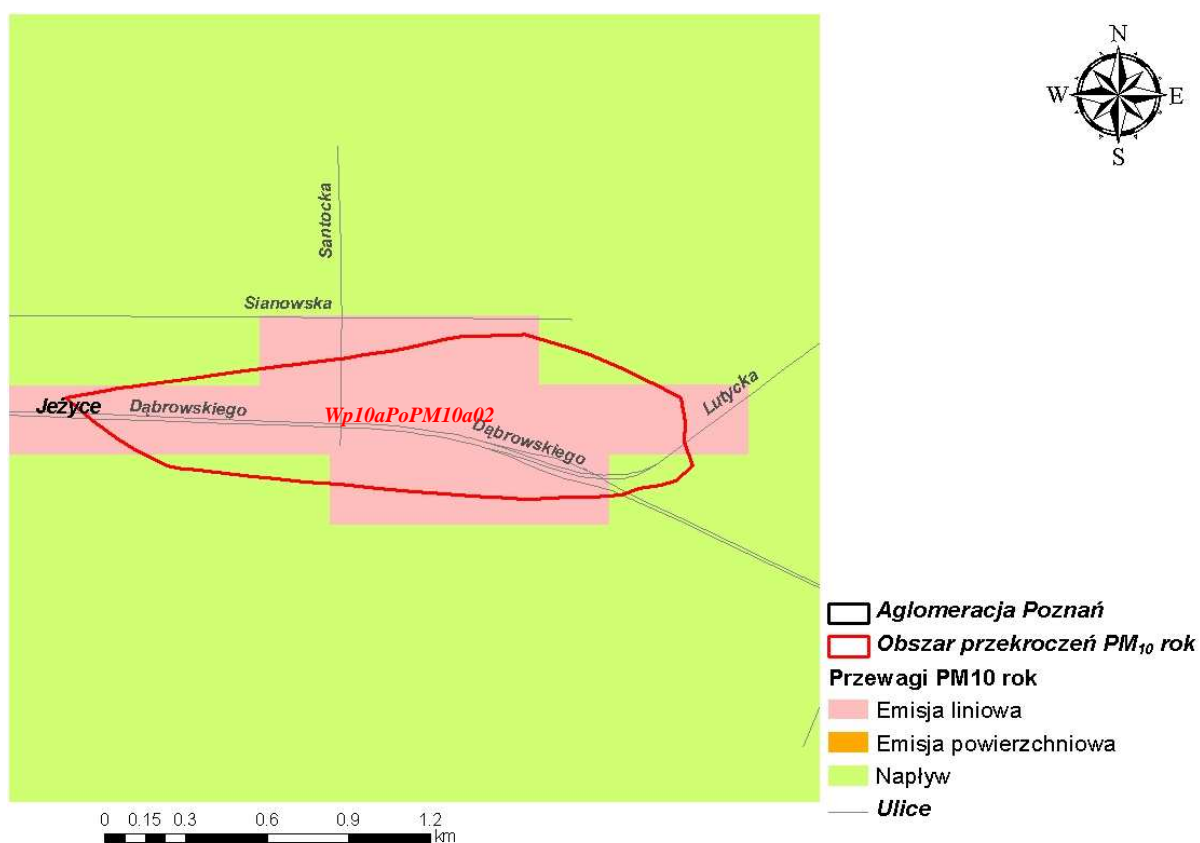 N
W E
S
Santocka
Sianowska
Lutycka
Jeżyce
Dąbrowskiego
Wp10aPoPM10a02
Dąbrowskiego
Aglomeracja Poznań
Obszar przekroczeń PM₁₀ rok
Przewagi PM10 rok
Emisja liniowa
Emisja powierzchniowa
Napływ
Ulice
0 0.15 0.3 0.6 0.9 1.2
km